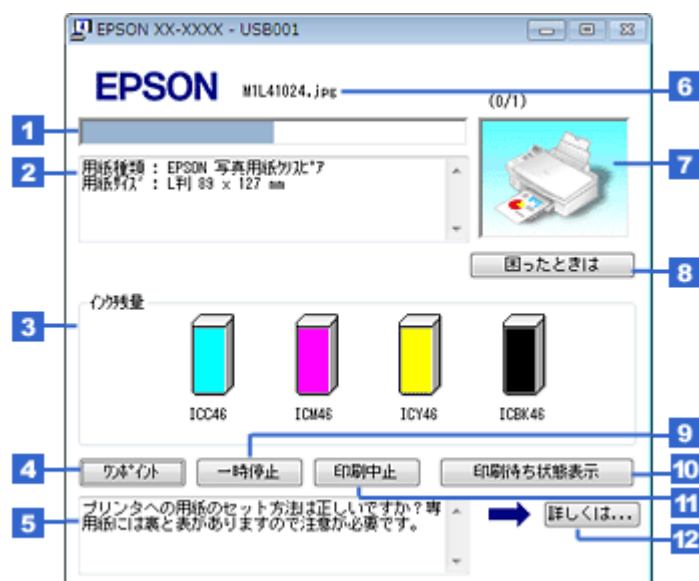 EPSON XX-XXXX - USB001
EPSON
M1L41024.jpg
6
(0/1)
1
2
用紙種類 : EPSON 写真用紙クリスピア
用紙サイズ : L判 89 x 127 mm
7
困ったときは
8
インク残量
3
ICC46
ICM46
ICY46
ICBK46
9
4
ワンポイント
一時停止
印刷中止
印刷待ち状態表示
10
11
5
プリンタへの用紙のセット方法は正しいですか?専
用紙には裏と表がありますので注意が必要です。
詳しくは...
12